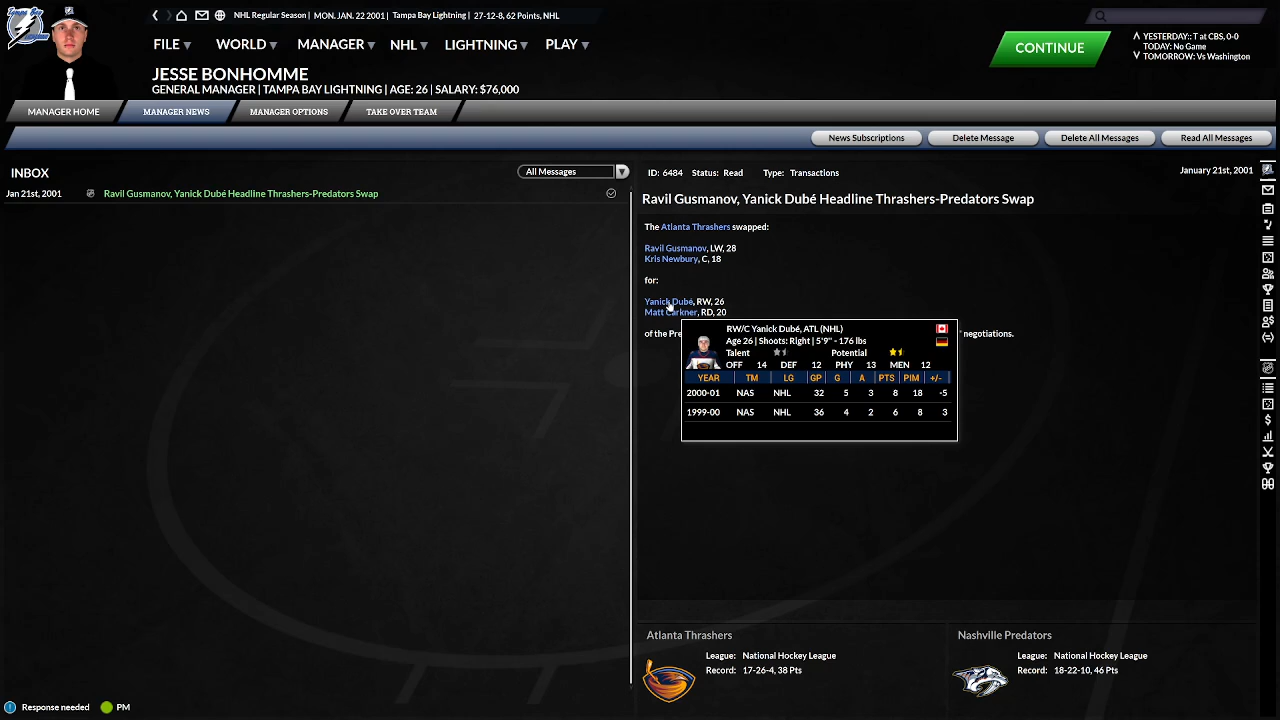 NHL Regular Season | MON. JAN. 22 2001 | Tampa Bay Lightning | 27-12-8, 62 Points, NHL
FILE WORLD MANAGER NHL LIGHTNING PLAY
CONTINUE
YESTERDAY:: T at CBS, 0-0
TODAY: No Game
TOMORROW: Vs Washington
JESSE BONHOMME
GENERAL MANAGER | TAMPA BAY LIGHTNING | AGE: 26 | SALARY: $76,000
MANAGER HOME MANAGER NEWS MANAGER OPTIONS TAKE OVER TEAM
News Subscriptions Delete Message Delete All Messages Read All Messages
INBOX All Messages
Jan 21st, 2001 Ravil Gusmanov, Yanick Dubé Headline Thrashers-Predators Swap
ID: 6484 Status: Read Type: Transactions January 21st, 2001
Ravil Gusmanov, Yanick Dubé Headline Thrashers-Predators Swap
The Atlanta Thrashers swapped:
Ravil Gusmanov, LW, 28
Kris Newbury, C, 18
for:
Yanick Dubé, RW, 26
Matt Carkner, RD, 20
of the Pre negotiations.
RW/C Yanick Dubé, ATL (NHL)
Age 26 | Shoots: Right | 5'9" - 176 lbs
Talent Potential
OFF 14 DEF 12 PHY 13 MEN 12
YEAR TM LG GP G A PTS PIM +/-
2000-01 NAS NHL 32 5 3 8 18 -5
1999-00 NAS NHL 36 4 2 6 8 3
Atlanta Thrashers
League: National Hockey League
Record: 17-26-4, 38 Pts
Nashville Predators
League: National Hockey League
Record: 18-22-10, 46 Pts
Response needed PM